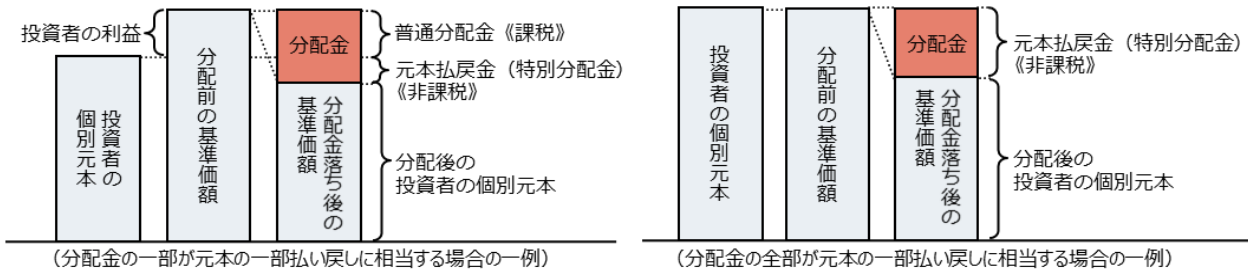 投資者の利益
投資者の
個別元本
分配前の基準価額
分配金
分配金落ち後の
基準価額
普通分配金《課税》
元本払戻金（特別分配金）
《非課税》
分配後の
投資者の個別元本
（分配金の一部が元本の一部払い戻しに相当する場合の一例）
投資者の個別元本
分配前の基準価額
分配金
分配金落ち後の
基準価額
元本払戻金（特別分配金）
《非課税》
分配後の
投資者の個別元本
（分配金の全部が元本の一部払い戻しに相当する場合の一例）